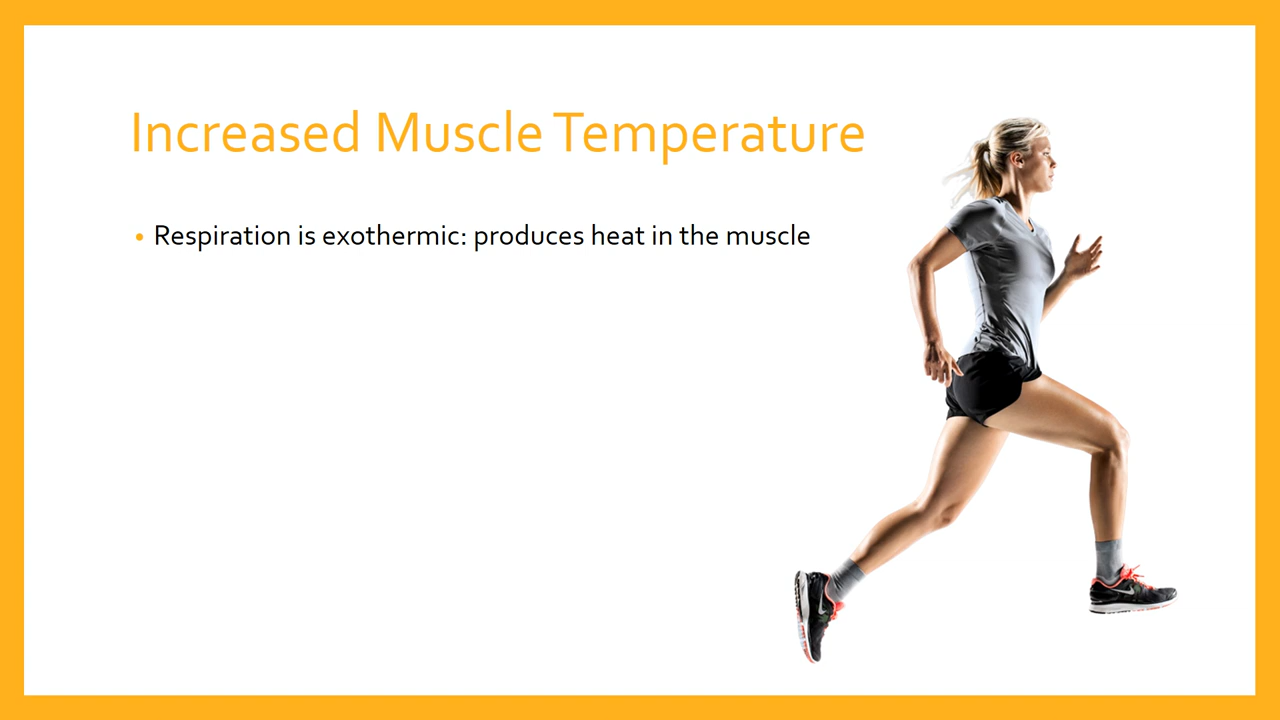 Increased Muscle Temperature
• Respiration is exothermic: produces heat in the muscle